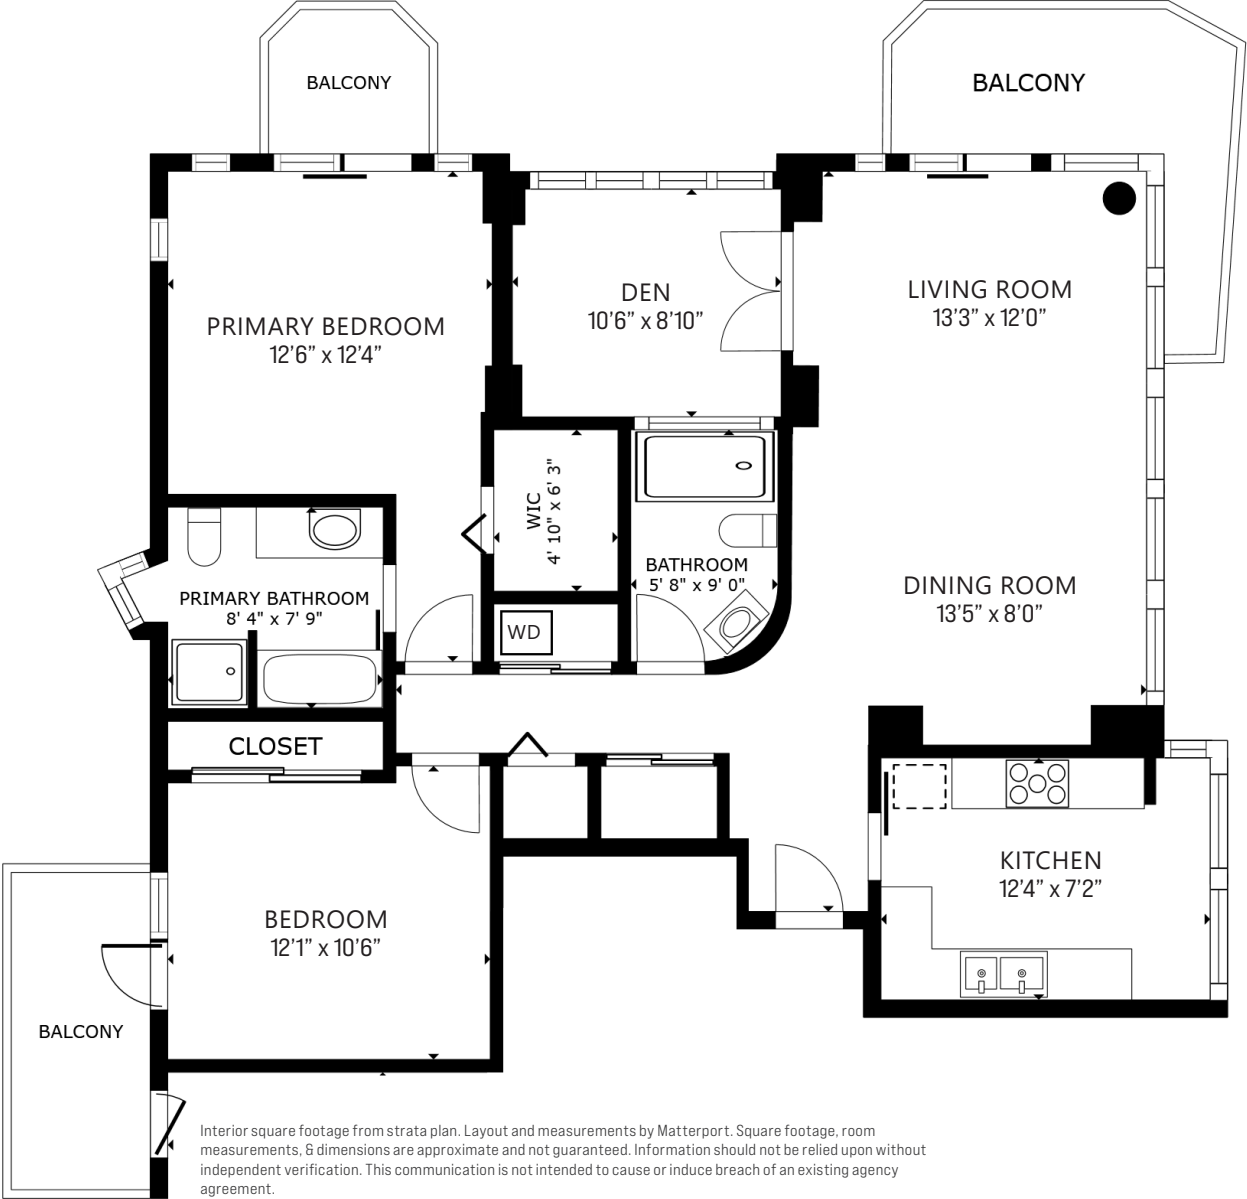 BALCONY
BALCONY
PRIMARY BEDROOM
12’6” x 12’4”
DEN
10’6” x 8’10”
LIVING ROOM
13’3” x 12’0”
WIC
4' 10" x 6' 3"
BATHROOM
5' 8" x 9' 0"
PRIMARY BATHROOM
8' 4" x 7' 9"
WD
DINING ROOM
13’5” x 8’0”
CLOSET
KITCHEN
12’4” x 7’2”
BEDROOM
12’1” x 10’6”
BALCONY
Interior square footage from strata plan. Layout and measurements by Matterport. Square footage, room
measurements, & dimensions are approximate and not guaranteed. Information should not be relied upon without
independent verification. This communication is not intended to cause or induce breach of an existing agency
agreement.